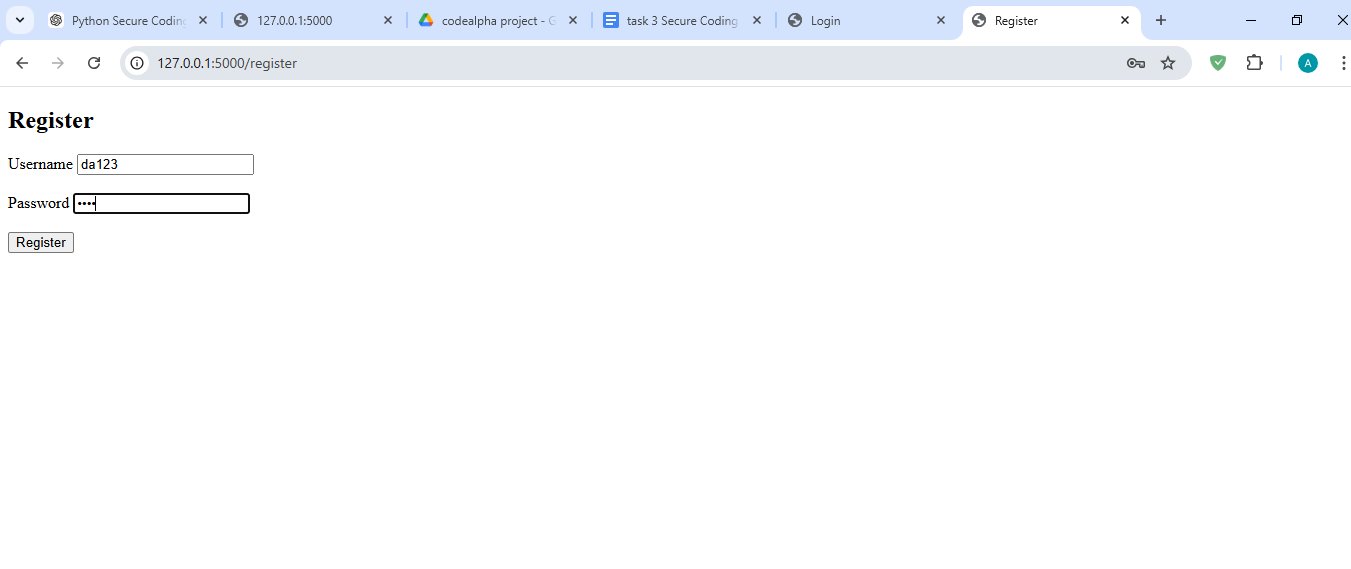 Python Secure Coding
127.0.0.1:5000
codealpha project - G
task 3 Secure Coding
Login
Register
127.0.0.1:5000/register
A
Register
Username da123
Password ••••
Register